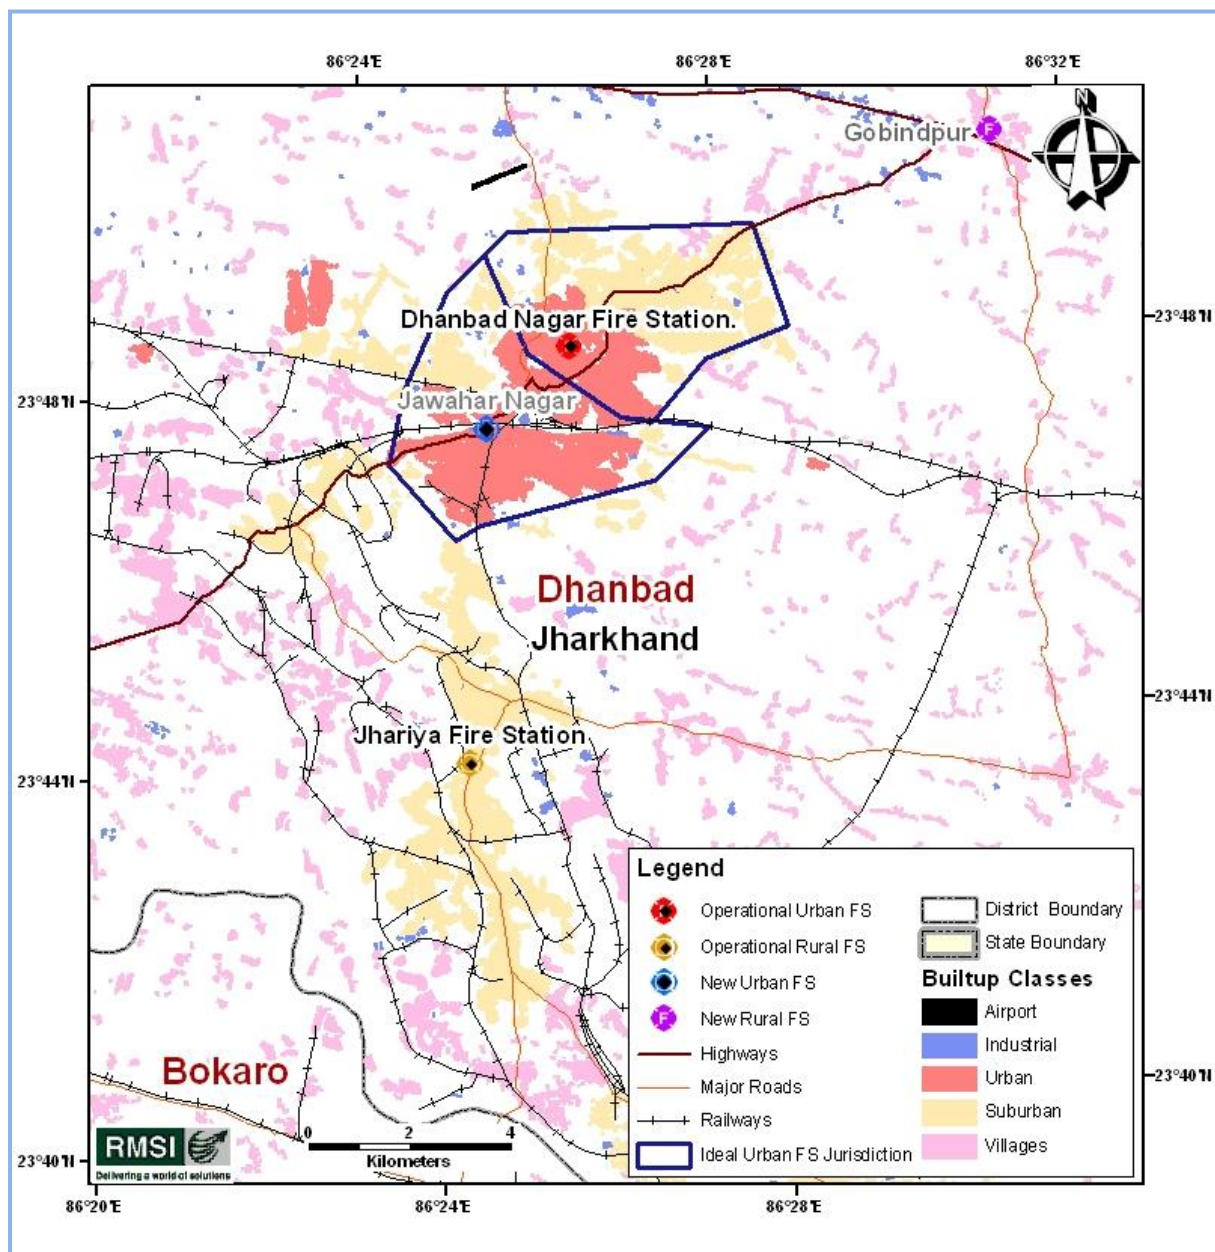 86°24'E 86°28'E 86°32'E
N
Gobindpur
F
Dhanbad Nagar Fire Station.
23°48'N
23°48'N
Jawahar Nagar
Dhanbad
Jharkhand
23°44'N
Jhariya Fire Station
23°44'N
Legend
Operational Urban FS
Operational Rural FS
New Urban FS
F New Rural FS
Highways
Major Roads
Railways
Ideal Urban FS Jurisdiction
District Boundary
State Boundary
Builtup Classes
Airport
Industrial
Urban
Suburban
Villages
Bokaro
23°40'N
0 2 4
Kilometers
RMSI
Delivering a world of solutions
23°40'N
86°20'E 86°24'E 86°28'E